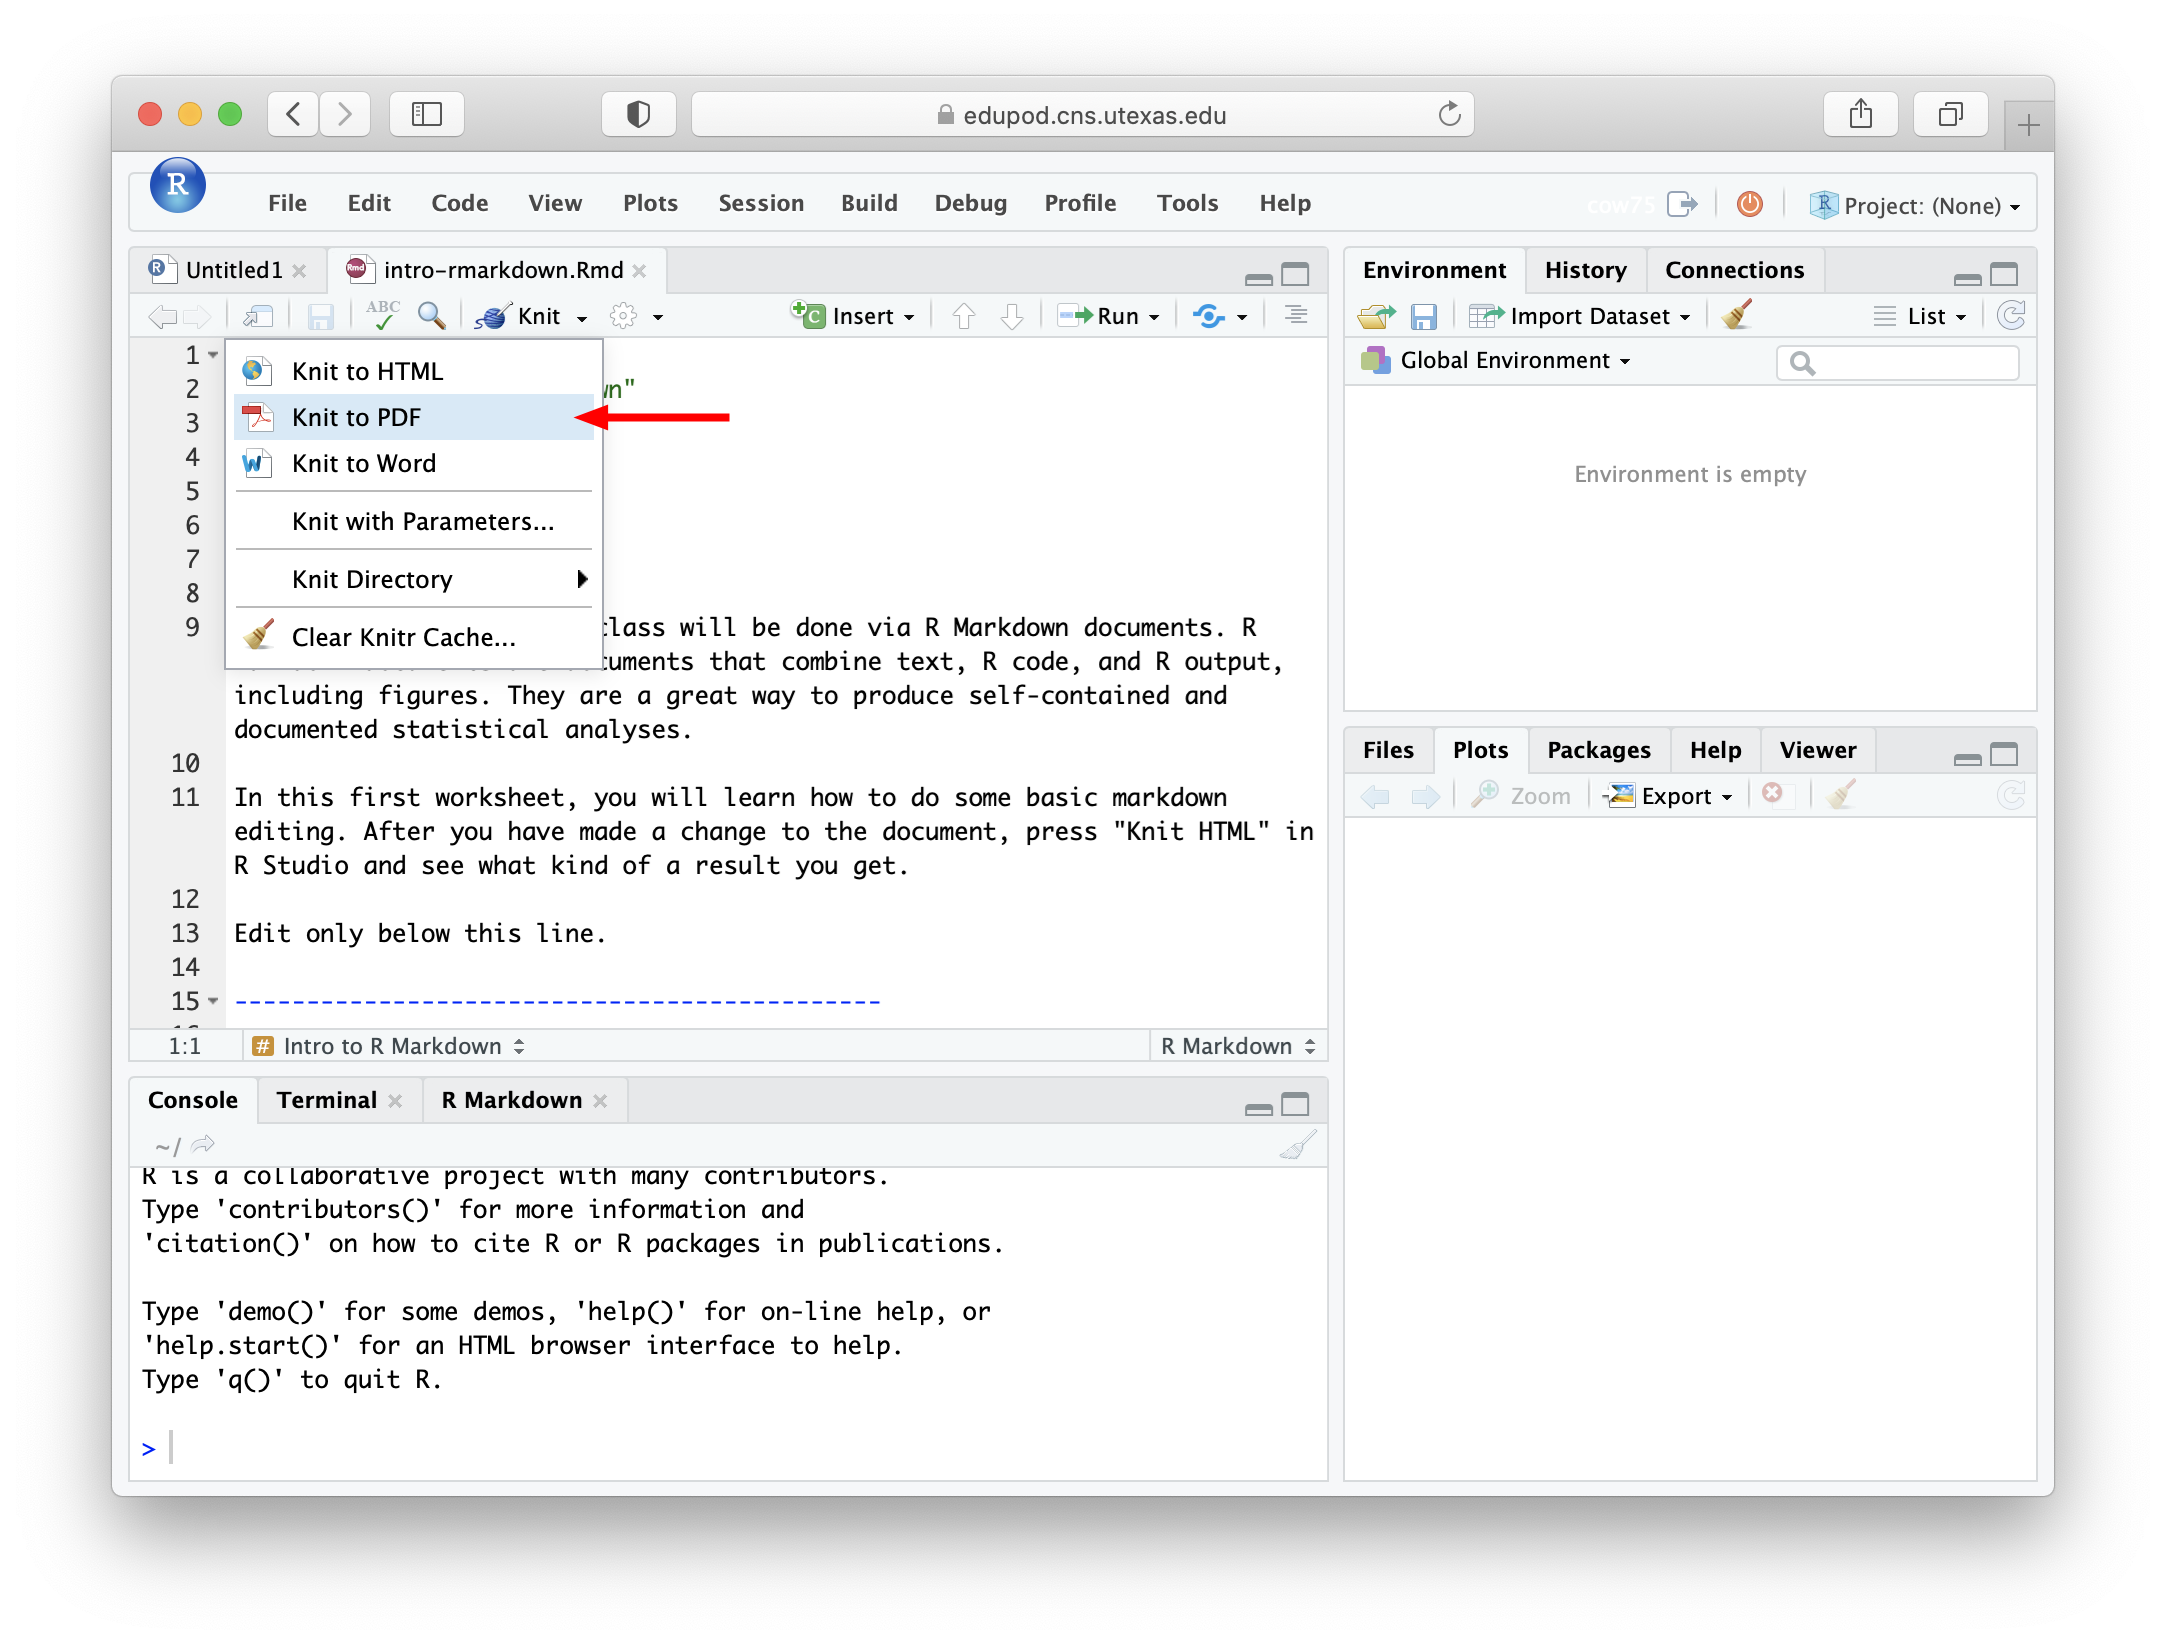 edupod.cns.utexas.edu
R
File Edit Code View Plots Session Build Debug Profile Tools Help
cow75
R Project: (None)
R Untitled1
Rmd intro-rmarkdown.Rmd
ABC Knit
C Insert Run
1
Knit to HTML
2
wn"
Knit to PDF
3
4
Knit to Word
5
6
Knit with Parameters...
7
8
Knit Directory
9
Clear Knitr Cache...
class will be done via R Markdown documents. R
documents that combine text, R code, and R output,
including figures. They are a great way to produce self-contained and
documented statistical analyses.
10
11 In this first worksheet, you will learn how to do some basic markdown
editing. After you have made a change to the document, press "Knit HTML" in
R Studio and see what kind of a result you get.
12
13 Edit only below this line.
14
15 ---------------------------------------------
1:1 # Intro to R Markdown R Markdown
Console Terminal R Markdown
~/
R is a collaborative project with many contributors.
Type 'contributors()' for more information and
'citation()' on how to cite R or R packages in publications.
Type 'demo()' for some demos, 'help()' for on-line help, or
'help.start()' for an HTML browser interface to help.
Type 'q()' to quit R.
>
Environment History Connections
Import Dataset List
Global Environment
Environment is empty
Files Plots Packages Help Viewer
Zoom Export